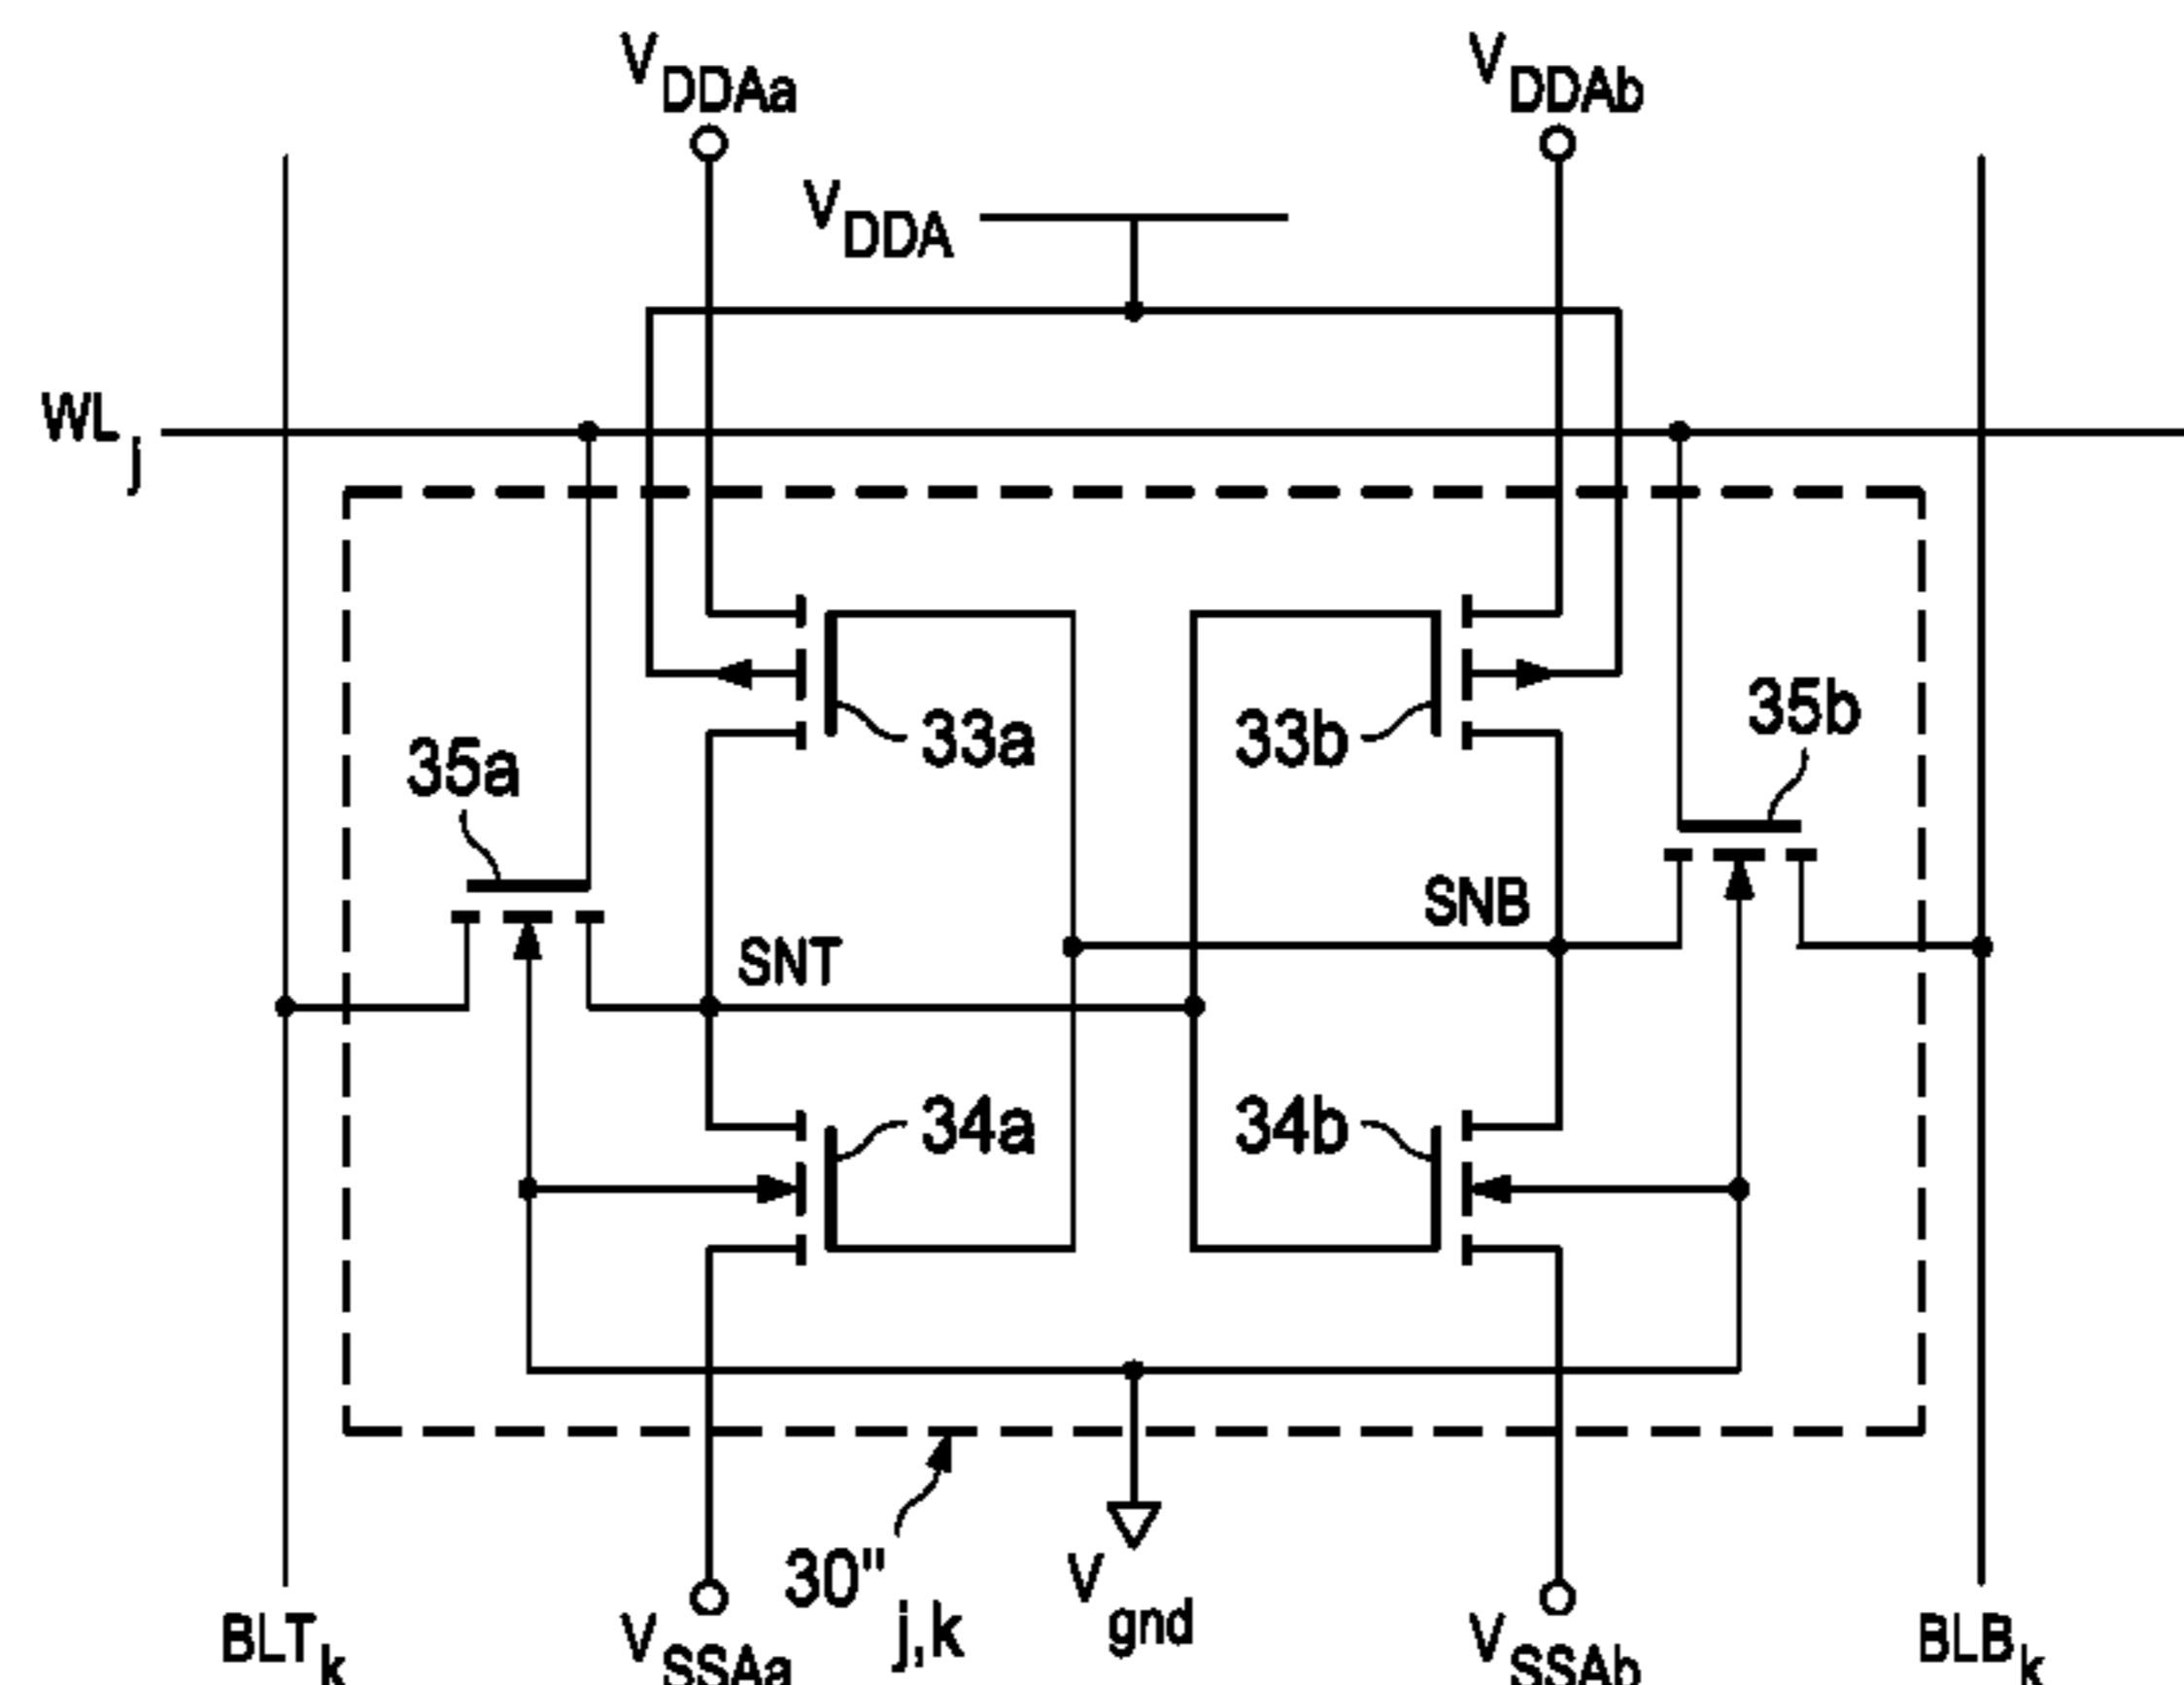 VDDAa
VDDAb
VDDA
WLj
33a
33b
35b
35a
SNB
SNT
34a
34b
30"j,k
Vgnd
BLTk
VSSAa
VSSAb
BLBk